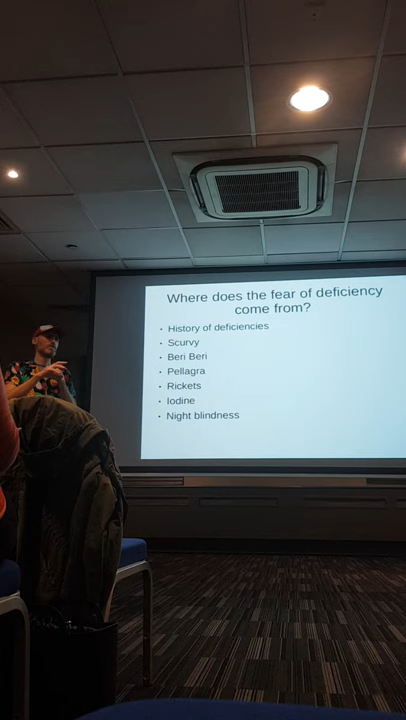 Where does the fear of deficiency
come from?
• History of deficiencies
• Scurvy
• Beri Beri
• Pellagra
• Rickets
• Iodine
• Night blindness